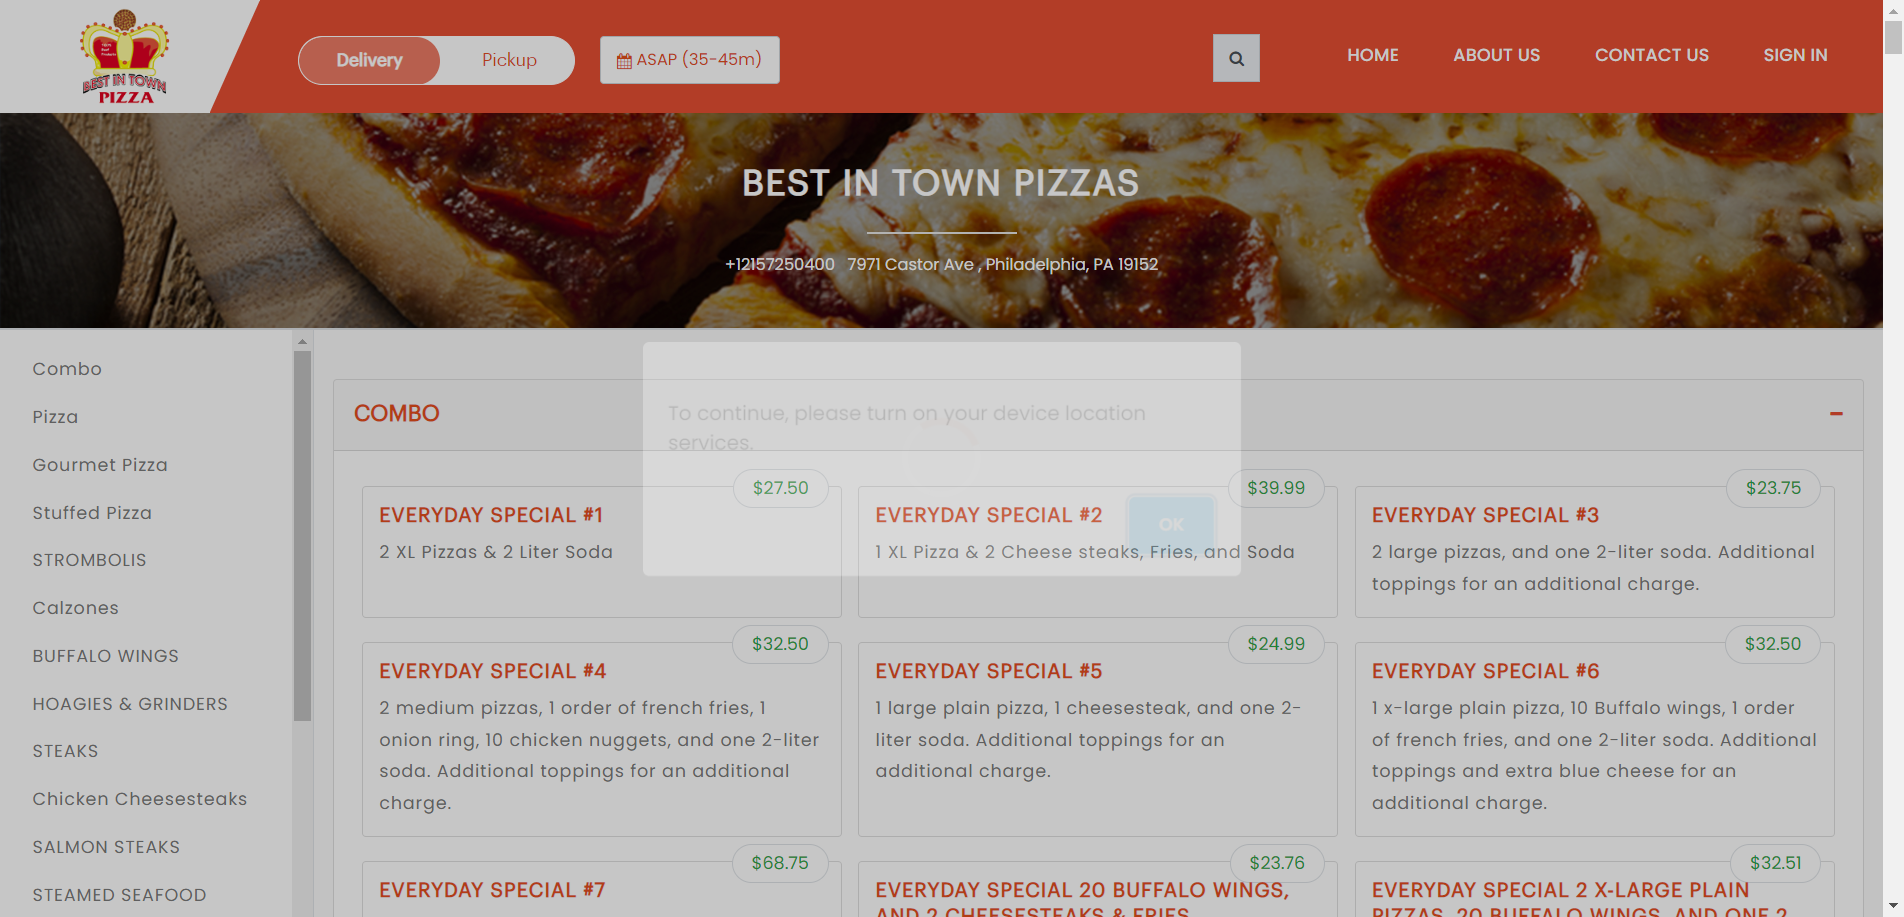 BEST IN TOWN
PIZZA
Delivery
Pickup
ASAP (35-45m)
HOME
ABOUT US
CONTACT US
SIGN IN
BEST IN TOWN PIZZAS
+12157250400 7971 Castor Ave , Philadelphia, PA 19152
Combo
Pizza
Gourmet Pizza
Stuffed Pizza
STROMBOLIS
Calzones
BUFFALO WINGS
HOAGIES & GRINDERS
STEAKS
Chicken Cheesesteaks
SALMON STEAKS
STEAMED SEAFOOD
To continue, please turn on your device location
services.
OK
COMBO
$27.50
EVERYDAY SPECIAL #1
2 XL Pizzas & 2 Liter Soda
$39.99
EVERYDAY SPECIAL #2
1 XL Pizza & 2 Cheese steaks, Fries, and Soda
$23.75
EVERYDAY SPECIAL #3
2 large pizzas, and one 2-liter soda. Additional
toppings for an additional charge.
$32.50
EVERYDAY SPECIAL #4
2 medium pizzas, 1 order of french fries, 1
onion ring, 10 chicken nuggets, and one 2-liter
soda. Additional toppings for an additional
charge.
$24.99
EVERYDAY SPECIAL #5
1 large plain pizza, 1 cheesesteak, and one 2-
liter soda. Additional toppings for an
additional charge.
$32.50
EVERYDAY SPECIAL #6
1 x-large plain pizza, 10 Buffalo wings, 1 order
of french fries, and one 2-liter soda. Additional
toppings and extra blue cheese for an
additional charge.
$68.75
EVERYDAY SPECIAL #7
$23.76
EVERYDAY SPECIAL 20 BUFFALO WINGS,
AND 2 CHEESESTEAKS & FRIES
$32.51
EVERYDAY SPECIAL 2 X-LARGE PLAIN
PIZZAS, 20 BUFFALO WINGS, AND ONE 2